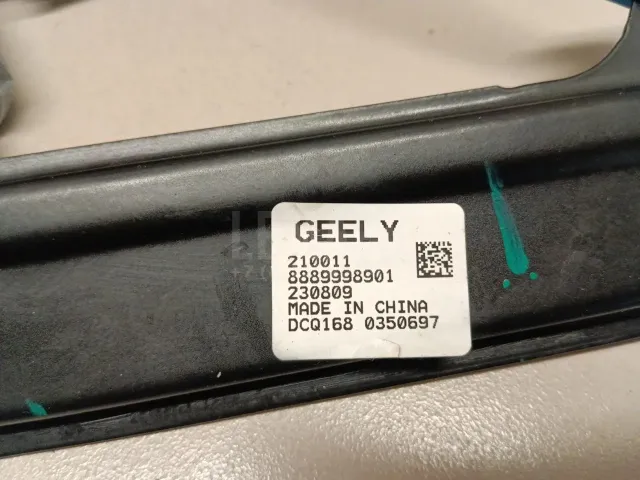 GEELY
210011
8889998901
230809
MADE IN CHINA
DCQ168 0350697